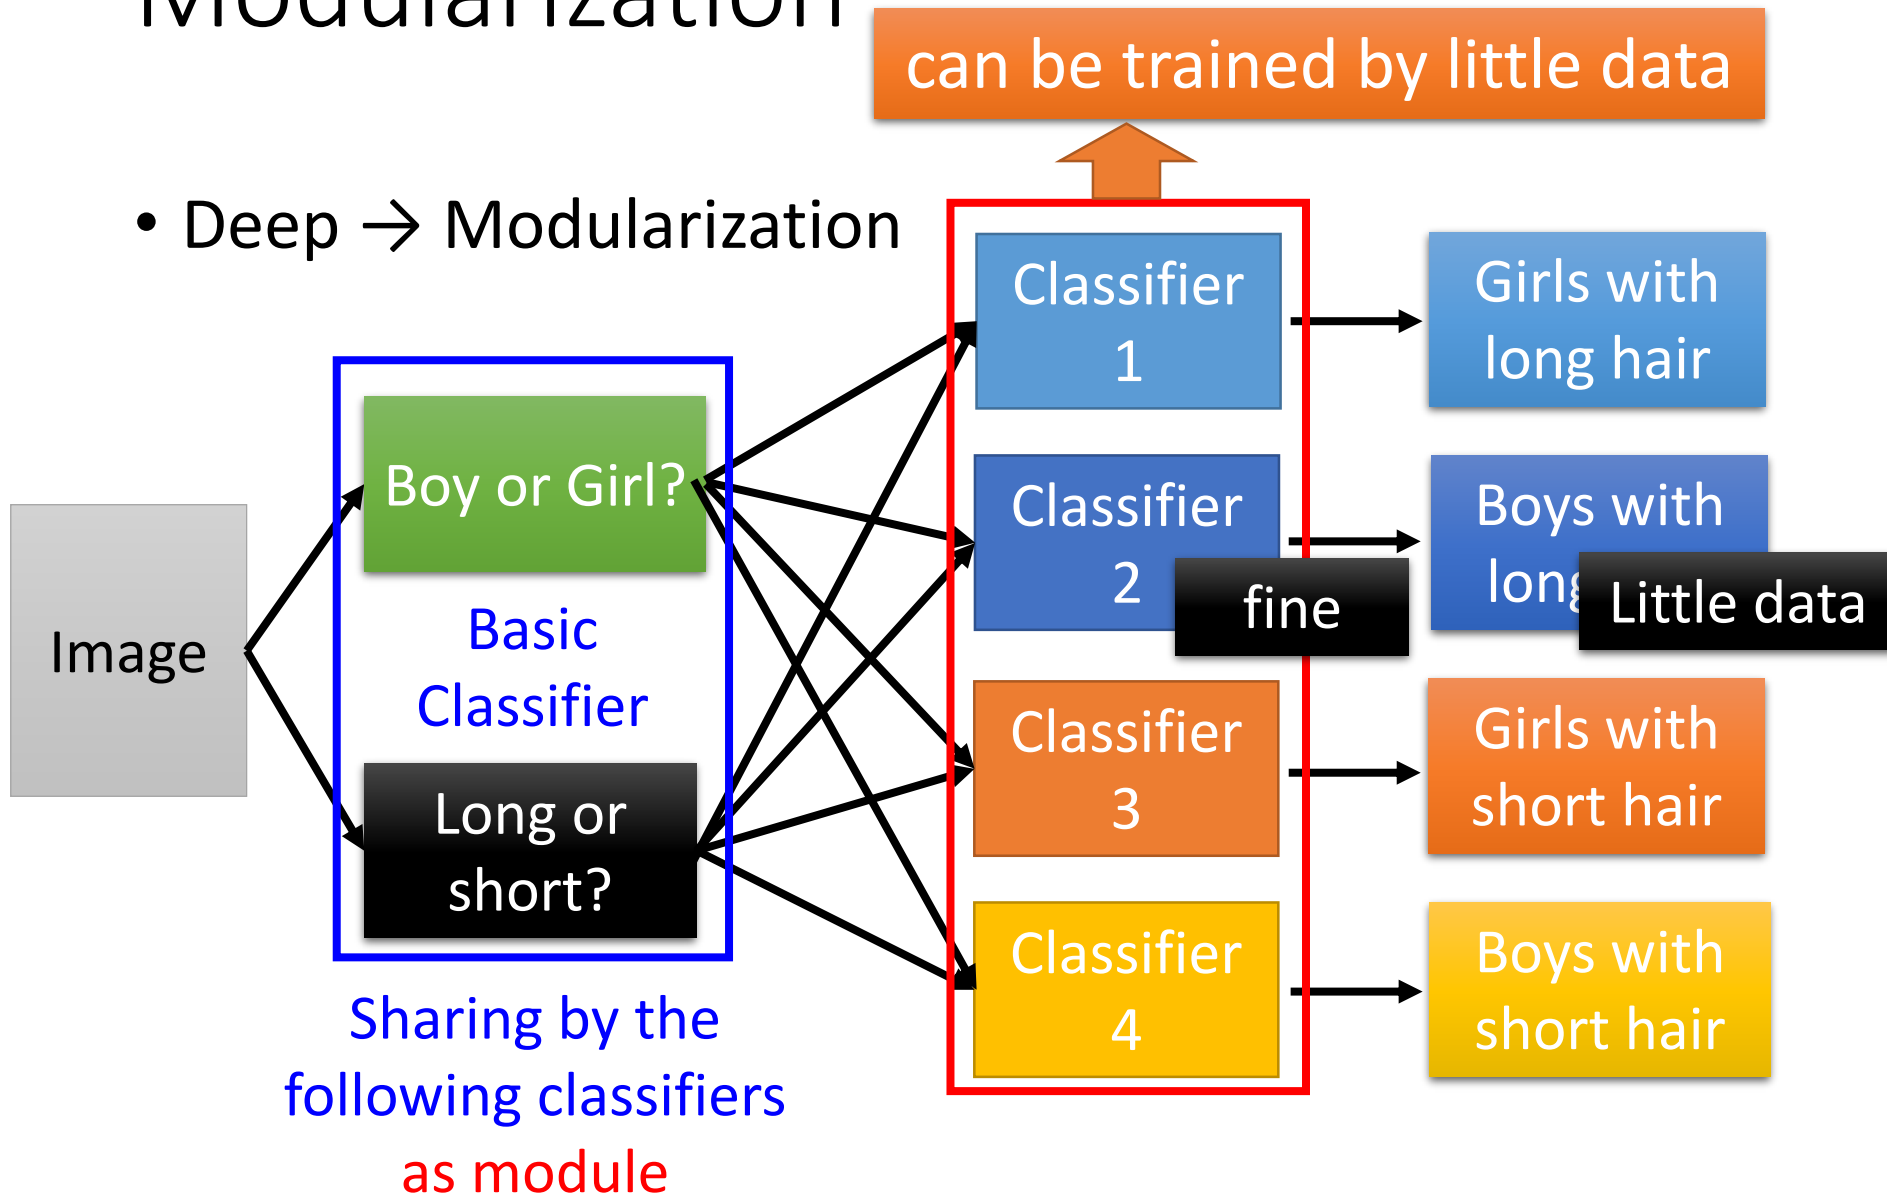 Modularization
can be trained by little data
• Deep → Modularization
Image
Boy or Girl?
Basic
Classifier
Long or
short?
Sharing by the
following classifiers
as module
Classifier
1
Girls with
long hair
Classifier
2
fine
Boys with
long
Little data
Classifier
3
Girls with
short hair
Classifier
4
Boys with
short hair